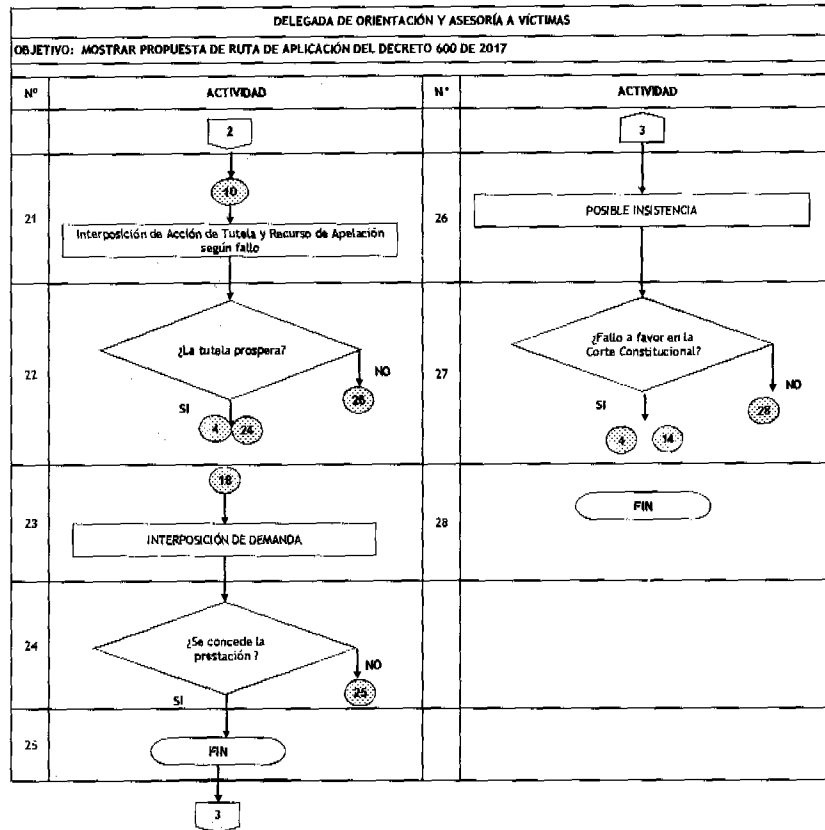 DELEGADA DE ORIENTACIÓN Y ASESORÍA A VÍCTIMAS
OBJETIVO: MOSTRAR PROPUESTA DE RUTA DE APLICACIÓN DEL DECRETO 600 DE 2017
Nº
ACTIVIDAD
2
10
21
Interposición de Acción de Tutela y Recurso de Apelación
según fallo
22
¿La tutela prospera?
NO
26
SI
4
24
18
23
INTERPOSICIÓN DE DEMANDA
24
¿Se concede la
prestación ?
NO
25
SI
25
FIN
3
N°
ACTIVIDAD
3
26
POSIBLE INSISTENCIA
27
¿Fallo a favor en la
Corte Constitucional?
NO
28
SI
4
14
28
FIN